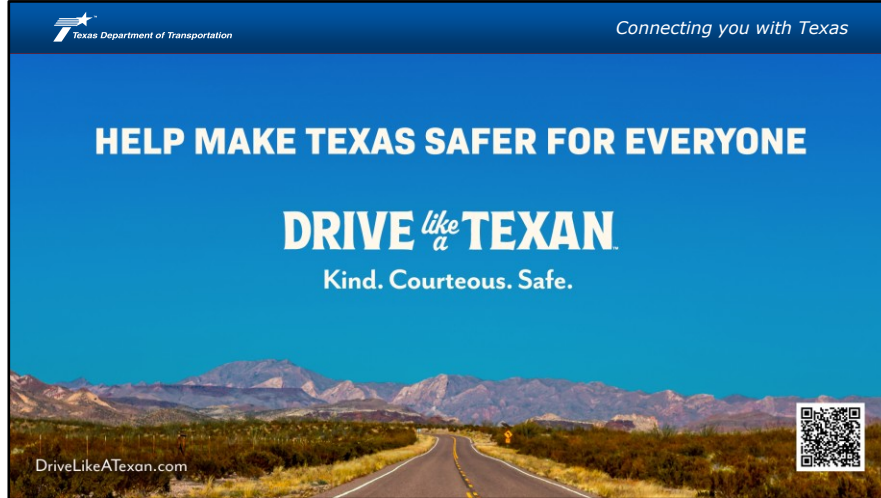 Texas Department of Transportation
Connecting you with Texas
HELP MAKE TEXAS SAFER FOR EVERYONE
DRIVE like a TEXAN™
Kind. Courteous. Safe.
DriveLikeATexan.com